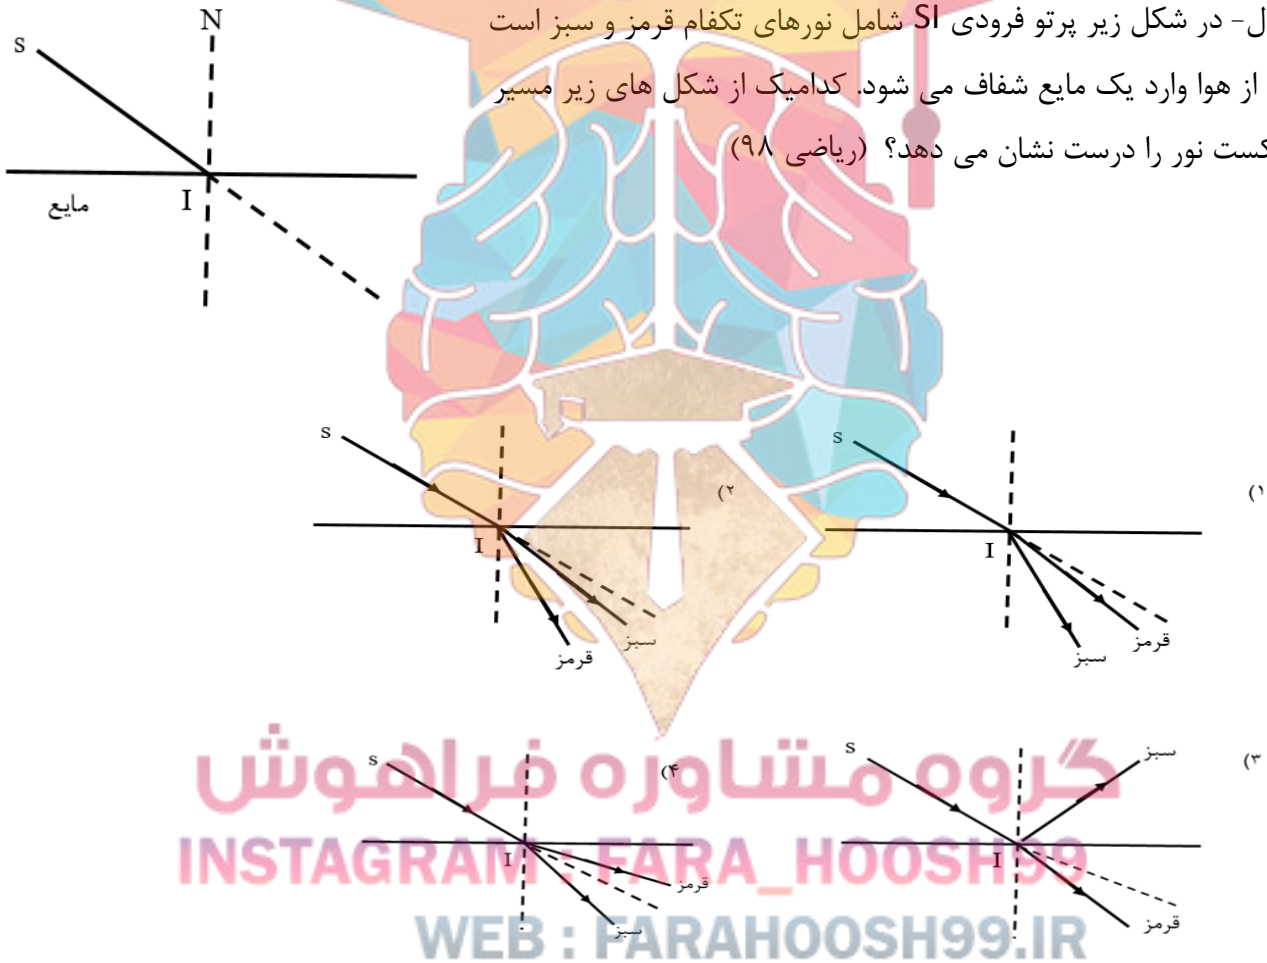 ل- در شکل زیر پرتو فرودی SI شامل نورهای تکفام قرمز و سبز است
از هوا وارد یک مایع شفاف می شود. کدامیک از شکل های زیر مسیر
کست نور را درست نشان می دهد؟ (ریاضی ۹۸)
N
S
I
مایع
۱)
S
I
قرمز
سبز
۲)
S
I
سبز
قرمز
۳)
S
سبز
I
قرمز
۴)
S
I
قرمز
سبز
گروه مشاوره فراهوش
INSTAGRAM : FARA_HOOSH99
WEB : FARAHOOSH99.IR